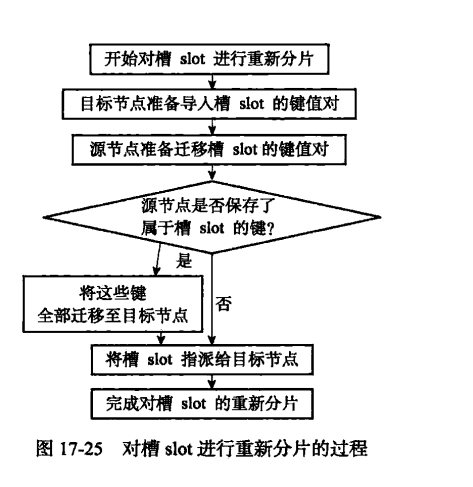 开始对槽 slot 进行重新分片
目标节点准备导入槽 slot 的键值对
源节点准备迁移槽 slot 的键值对
源节点是否保存了
属于槽 slot 的键?
是
将这些键
全部迁移至目标节点
否
将槽 slot 指派给目标节点
完成对槽 slot 的重新分片
图 17-25 对槽 slot 进行重新分片的过程